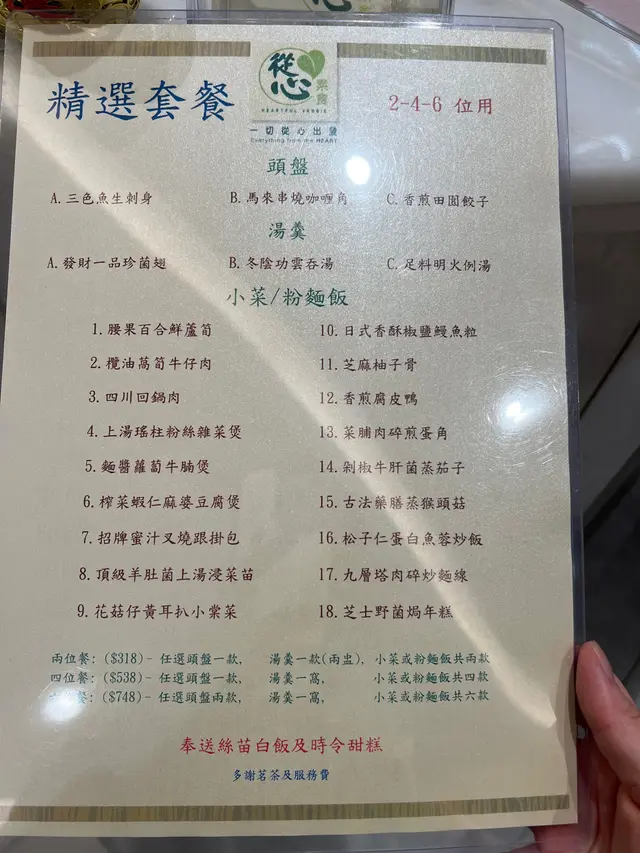 精選套餐
從心
素食
HEARTFUL VEGGIE
一切從心出發
Everything from the HEART
2-4-6 位用
頭盤
A.三色魚生刺身 B.馬來串燒咖喱角 C.香煎田園餃子
湯羹
A.發財一品珍菌翅 B.冬陰功雲吞湯 C.足料明火例湯
小菜/粉麵飯
1.腰果百合鮮蘆筍
2.欖油萵筍牛仔肉
3.四川回鍋肉
4.上湯瑤柱粉絲雜菜煲
5.麵醬蘿蔔牛腩煲
6.榨菜蝦仁麻婆豆腐煲
7.招牌蜜汁叉燒跟掛包
8.頂級羊肚菌上湯浸菜苗
9.花菇仔黃耳扒小棠菜
10.日式香酥椒鹽鰻魚粒
11.芝麻柚子骨
12.香煎腐皮鴨
13.菜脯肉碎煎蛋角
14.剁椒牛肝菌蒸茄子
15.古法藥膳蒸猴頭菇
16.松子仁蛋白魚蓉炒飯
17.九層塔肉碎炒麵線
18.芝士野菌焗年糕
兩位餐: ($318)- 任選頭盤一款, 湯羹一款(兩盅), 小菜或粉麵飯共兩款
四位餐: ($538)- 任選頭盤一款, 湯羹一窩, 小菜或粉麵飯共四款
六位餐: ($748)- 任選頭盤兩款, 湯羹一窩, 小菜或粉麵飯共六款
奉送絲苗白飯及時令甜糕
多謝茗茶及服務費